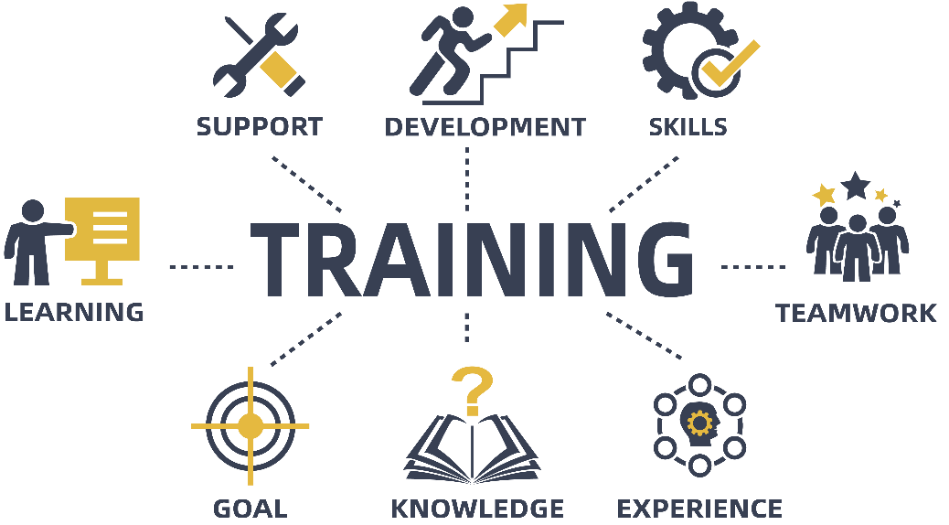 SUPPORT
DEVELOPMENT
SKILLS
LEARNING
TRAINING
TEAMWORK
GOAL
KNOWLEDGE
EXPERIENCE